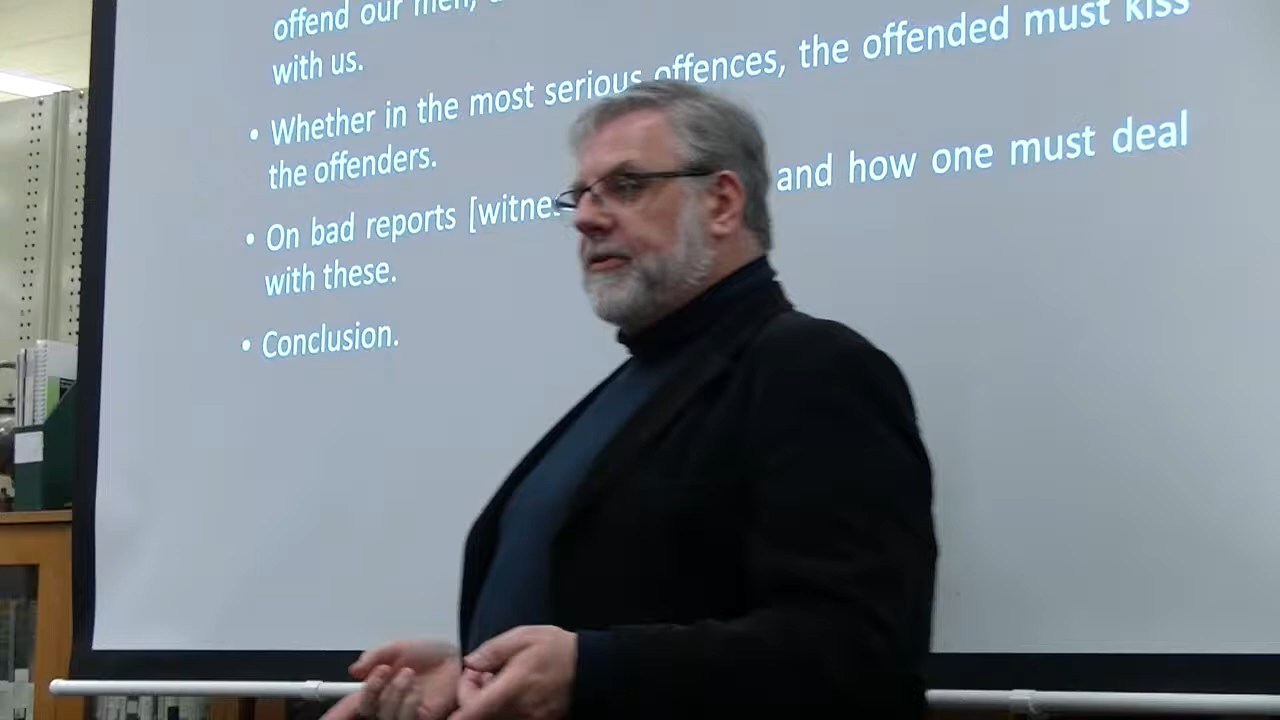 offend our men,
with us.
• Whether in the most serious offences, the offended must kiss
the offenders.
• On bad reports and how one must deal
with these.
• Conclusion.